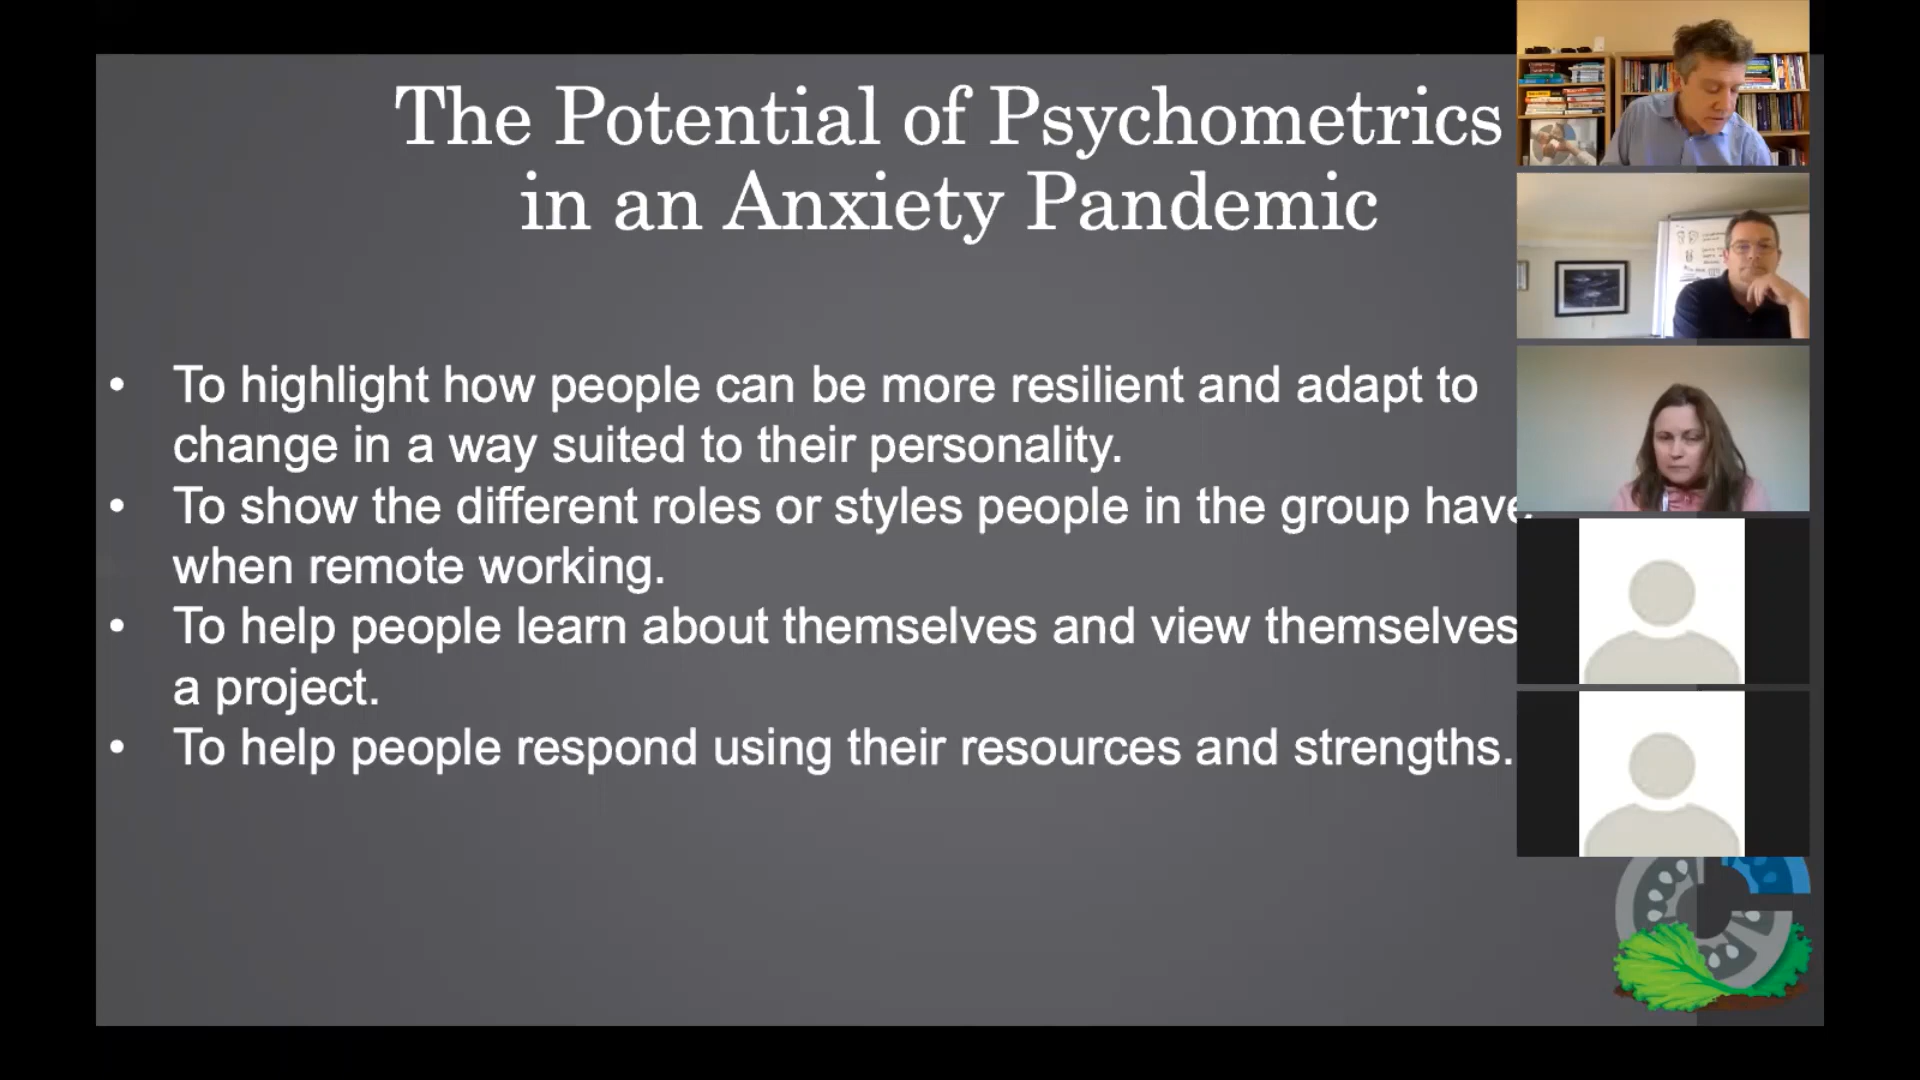 The Potential of Psychometrics
in an Anxiety Pandemic
• To highlight how people can be more resilient and adapt to
change in a way suited to their personality.
• To show the different roles or styles people in the group have
when remote working.
• To help people learn about themselves and view themselves
a project.
• To help people respond using their resources and strengths.